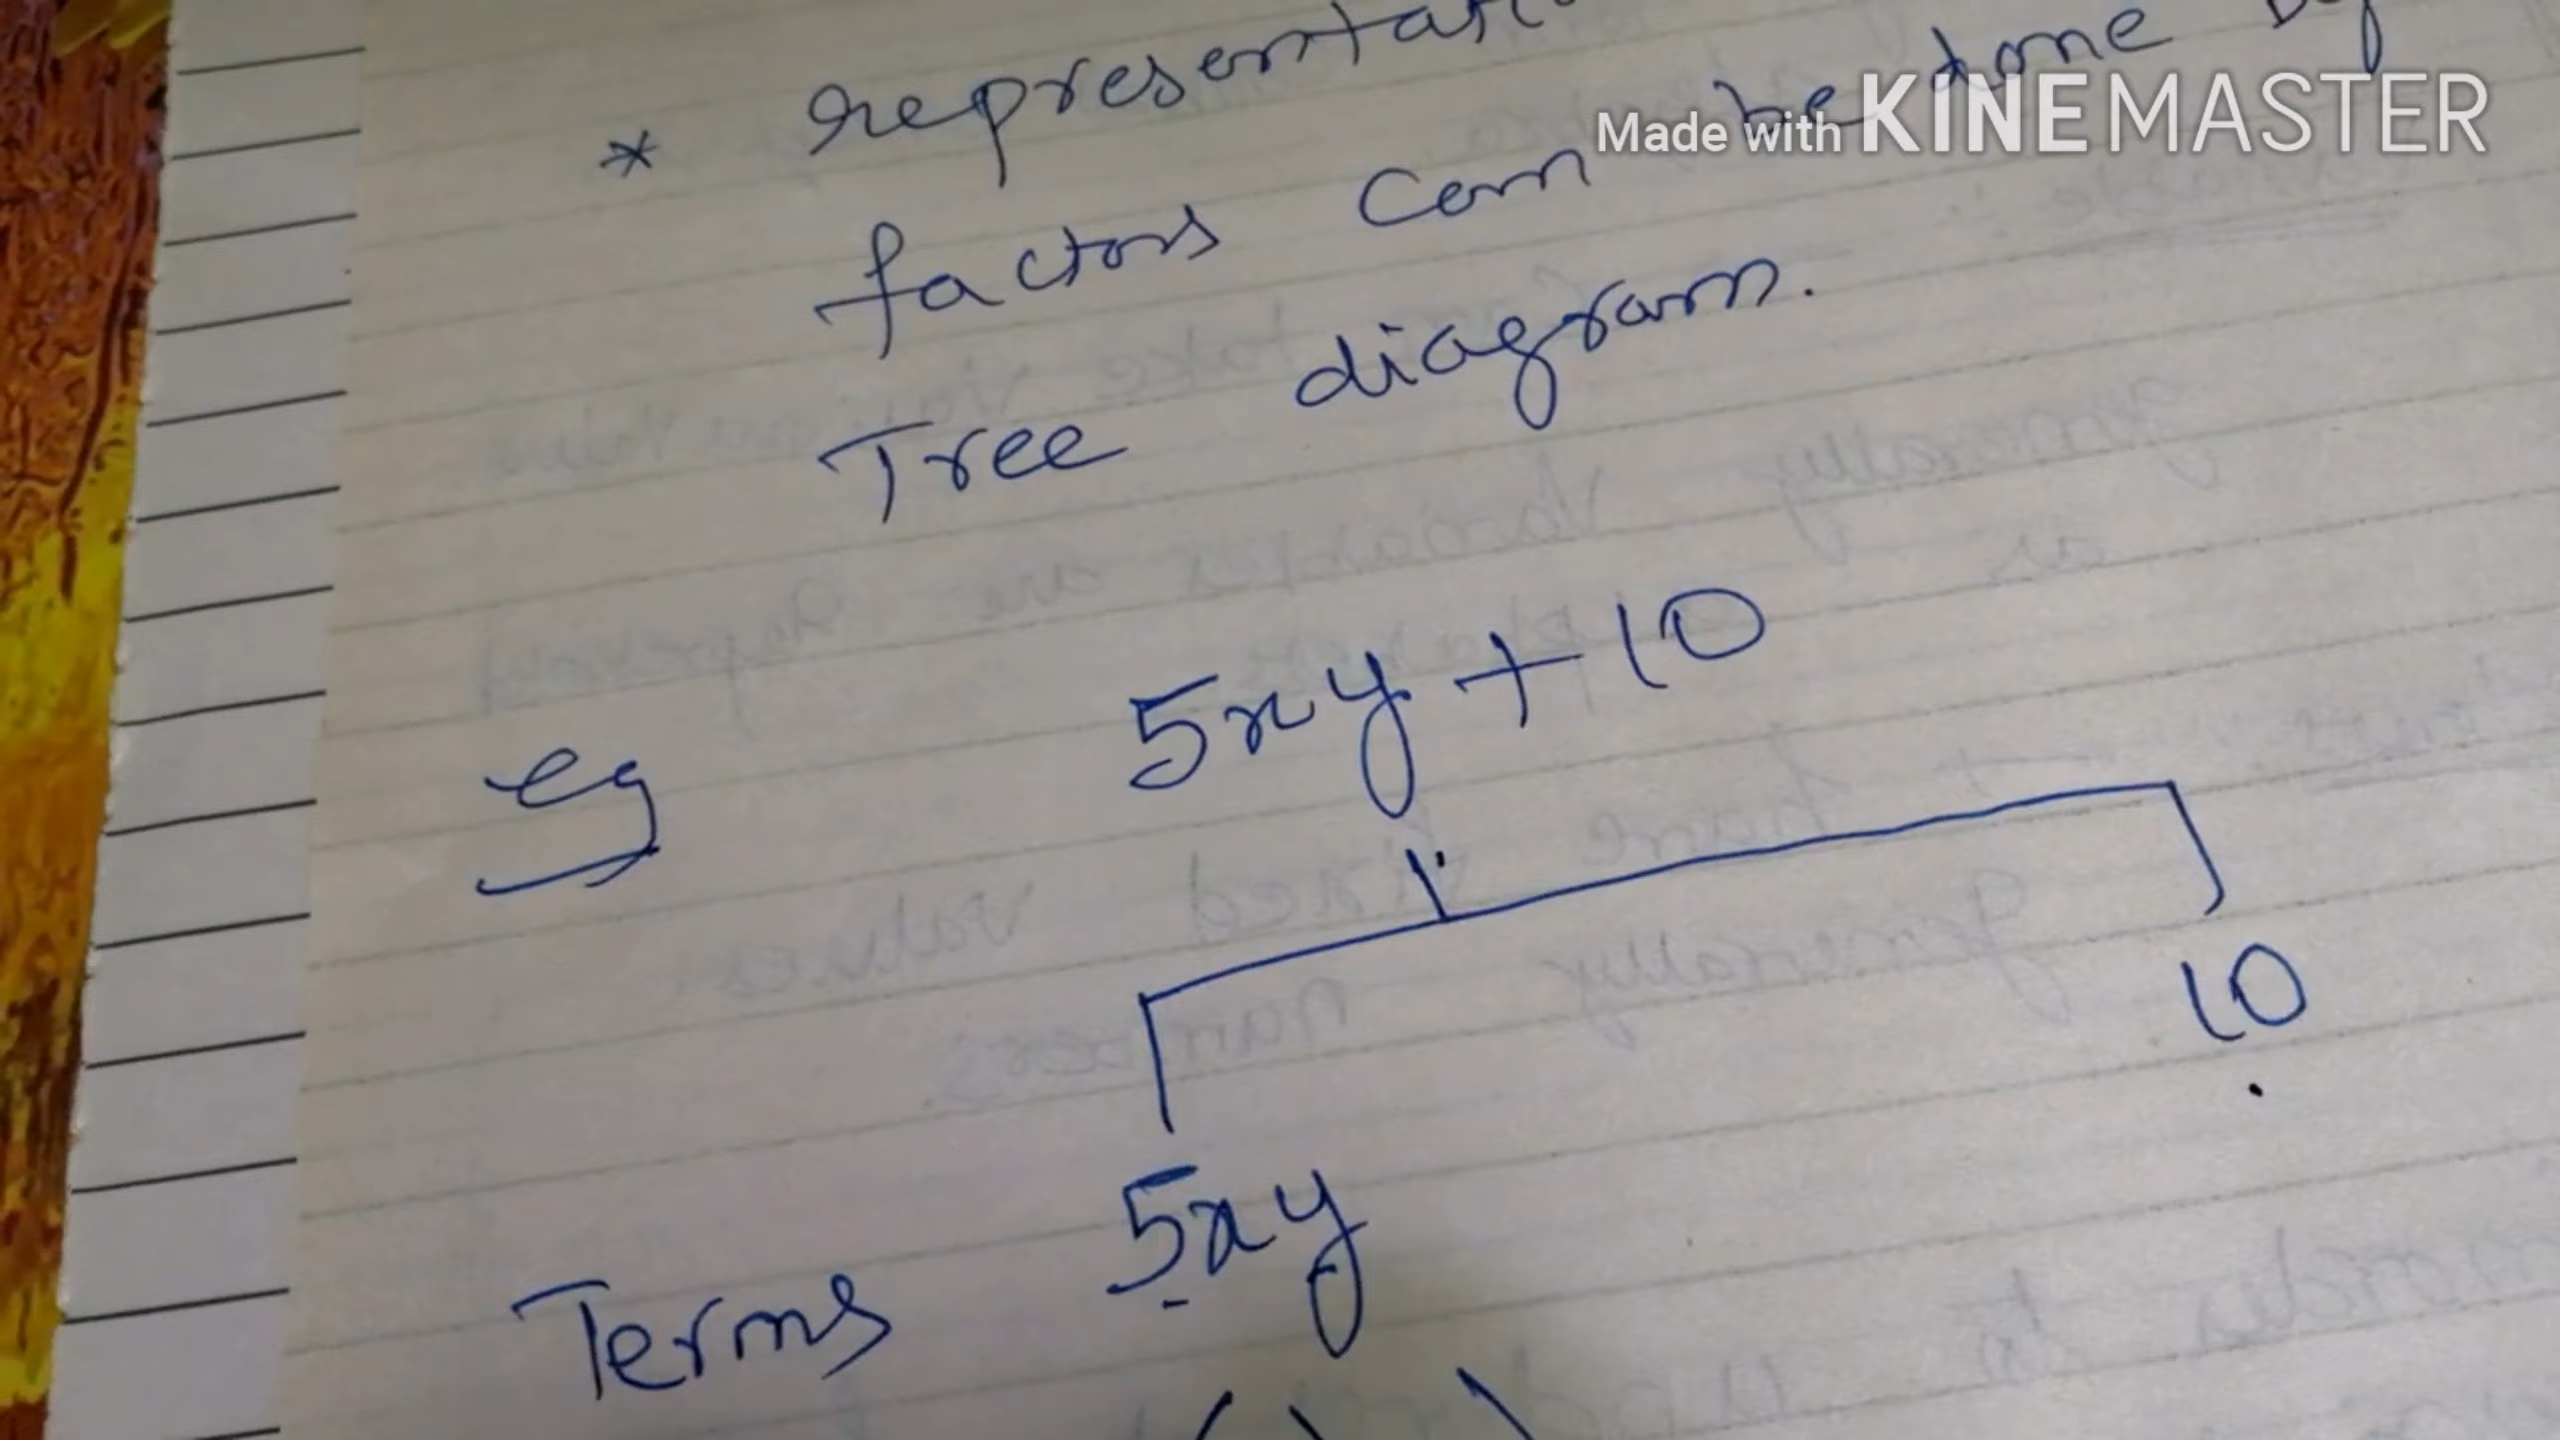 * representati
factors can be done by
Tree diagram.
Made with KINEMASTER
eg 5xy + 10
10
Terms 5xy